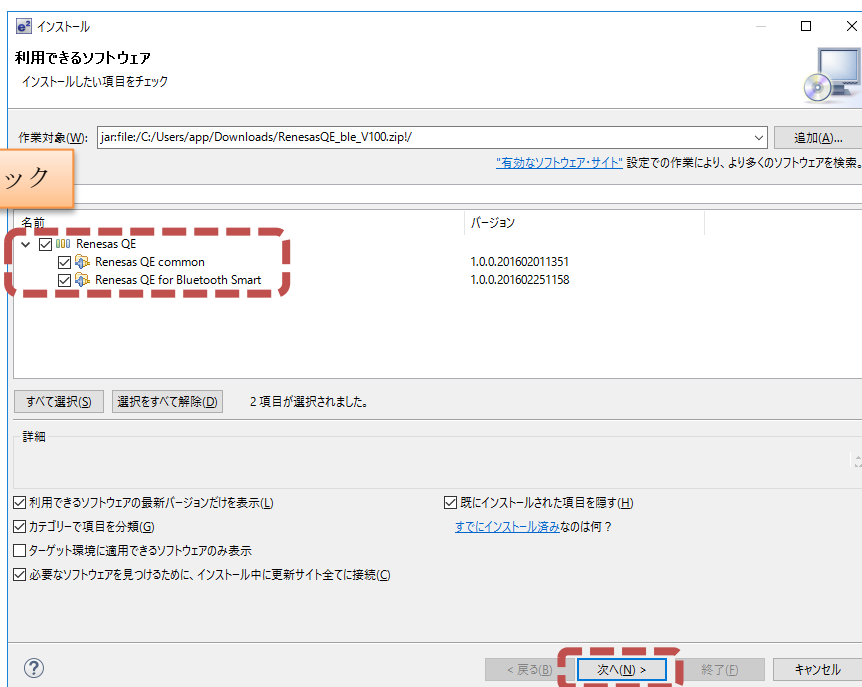 インストール
利用できるソフトウェア
インストールしたい項目をチェック
作業対象(W): jar:file:/C:/Users/app/Downloads/RenesasQE_ble_V100.zip!/ 追加(A)...
"有効なソフトウェア・サイト" 設定での作業により、より多くのソフトウェアを検索。
ック
名前 バージョン
Renesas QE
Renesas QE common 1.0.0.201602011351
Renesas QE for Bluetooth Smart 1.0.0.201602251158
すべて選択(S) 選択をすべて解除(D) 2 項目が選択されました。
詳細
利用できるソフトウェアの最新バージョンだけを表示(L) 既にインストールされた項目を隠す(H)
カテゴリーで項目を分類(G) すでにインストール済みなのは何？
ターゲット環境に適用できるソフトウェアのみ表示
必要なソフトウェアを見つけるために、インストール中に更新サイト全てに接続(C)
< 戻る(B) 次へ(N) > 終了(F) キャンセル